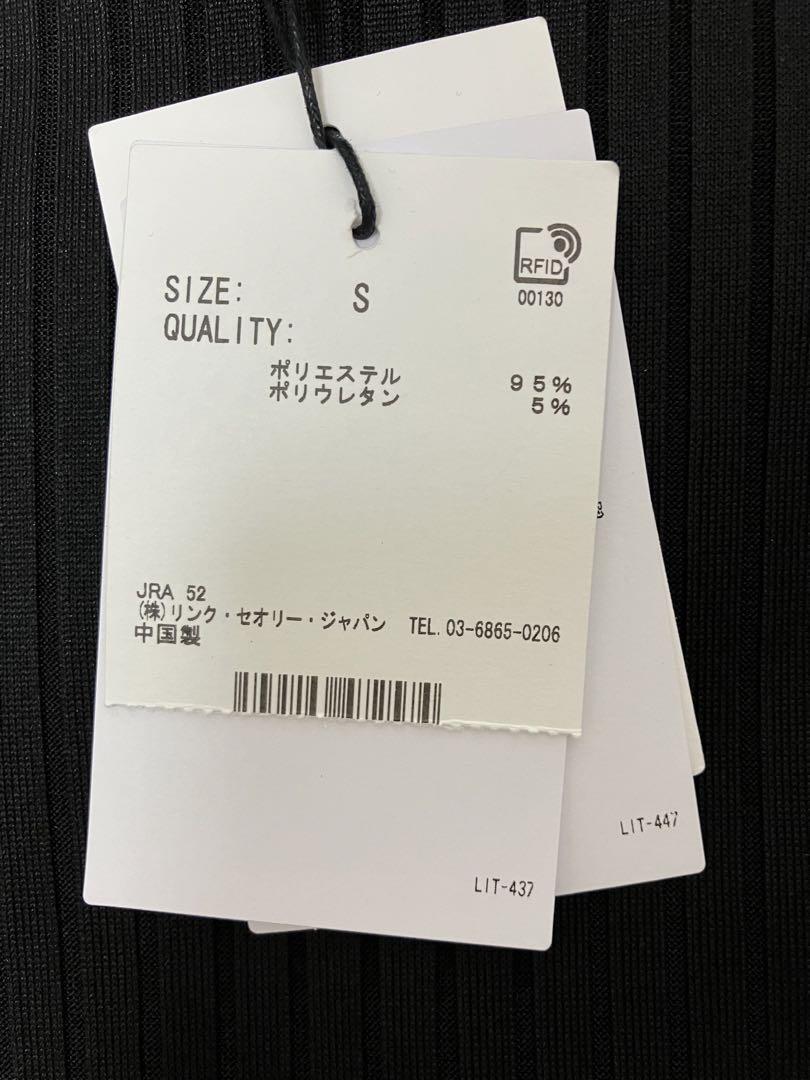 RFID
00130
SIZE: S
QUALITY:
ポリエステル 95%
ポリウレタン 5%
JRA 52
(株)リンク・セオリー・ジャパン TEL.03-6865-0206
中国製
LIT-447
LIT-437